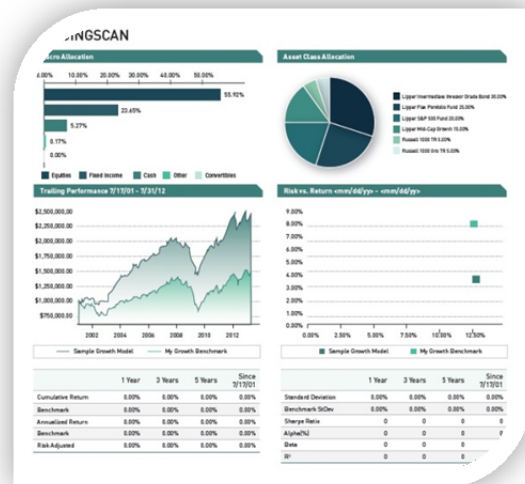 INGSCAN
acro Allocation
0.00% 10.00% 20.00% 30.00% 40.00% 50.00%
55.92%
23.65%
5.27%
0.17%
0.00%
Equities Fixed Income Cash Other Convertibles
Asset Class Allocation
Lipper Intermediate Investor Grade Bond 30.00%
Lipper Flex Portfolio Fund 25.00%
Lipper S&P 500 Fund 20.00%
Lipper Mid-Cap Growth 15.00%
Russell 1000 TR 5.00%
Russell 1000 Gro TR 5.00%
Trailing Performance 7/17/01 - 7/31/12
$2,500,000.00
$2,250,000.00
$2,000,000.00
$1,750,000.00
$1,500,000.00
$1,250,000.00
$1,000,000.00
$750,000.00
2002 2004 2006 2008 2010 2012
Sample Growth Model My Growth Benchmark
Risk vs. Return <mm/dd/yy> - <mm/dd/yy>
9.00%
8.00%
7.00%
6.00%
5.00%
4.00%
3.00%
2.00%
1.00%
0.00%
0.00% 2.50% 5.00% 7.50% 10.00% 12.50%
Sample Growth Model My Growth Benchmark
1 Year 3 Years 5 Years Since 7/17/01
Cumulative Return 0.00% 0.00% 0.00% 0.00%
Benchmark 0.00% 0.00% 0.00% 0.00%
Annualized Return 0.00% 0.00% 0.00% 0.00%
Benchmark 0.00% 0.00% 0.00% 0.00%
Risk Adjusted 0.00% 0.00% 0.00% 0.00%
1 Year 3 Years 5 Years Since 7/17/01
Standard Deviation 0.00% 0.00% 0.00% 0.00%
Benchmark StDev 0.00% 0.00% 0.00% 0.00%
Sharpe Ratio 0 0 0 0
Alpha(%) 0 0 0 0
Beta 0 0 0
R² 0 0 0